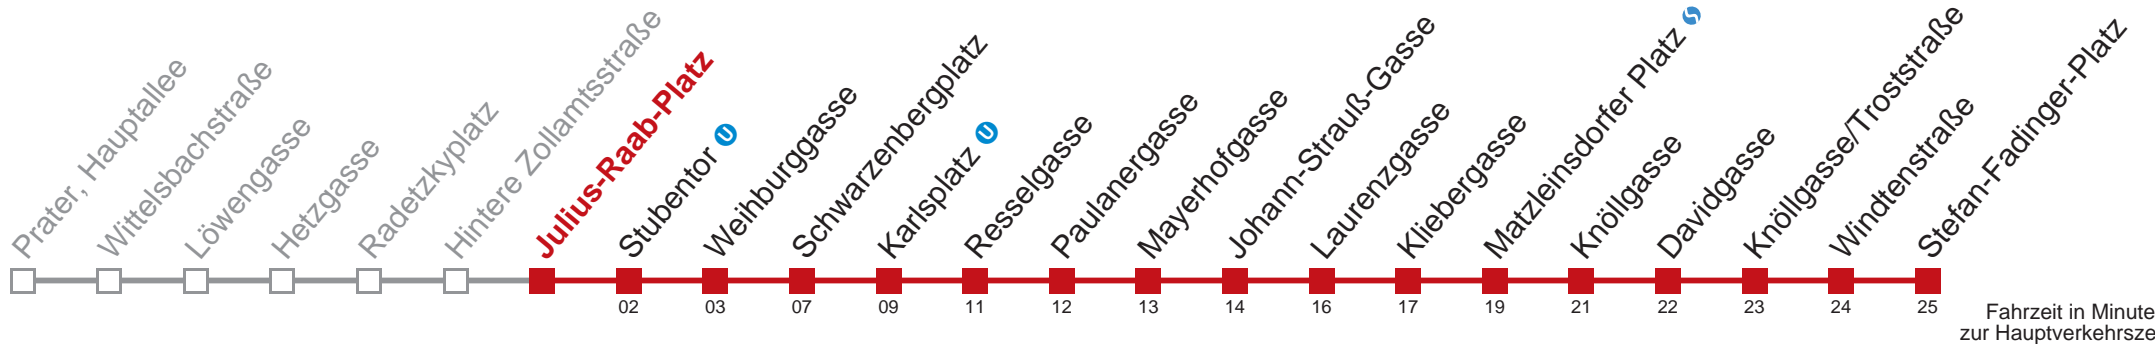 Prater, Hauptallee
Wittelsbachstraße
Löwengasse
Hetzgasse
Radetzkyplatz
Hintere Zollamtsstraße
Julius-Raab-Platz
Stubentor U
Weihburggasse
Schwarzenbergplatz
Karlsplatz U
Resselgasse
Paulanergasse
Mayerhofgasse
Johann-Strauß-Gasse
Laurenzgasse
Kliebergasse
Matzleinsdorfer Platz S
Knöllgasse
Davidgasse
Knöllgasse/Troststraße
Windtenstraße
Stefan-Fadinger-Platz
02 03 07 09 11 12 13 14 16 17 19 21 22 23 24 25
Fahrzeit in Minute
zur Hauptverkehrsze